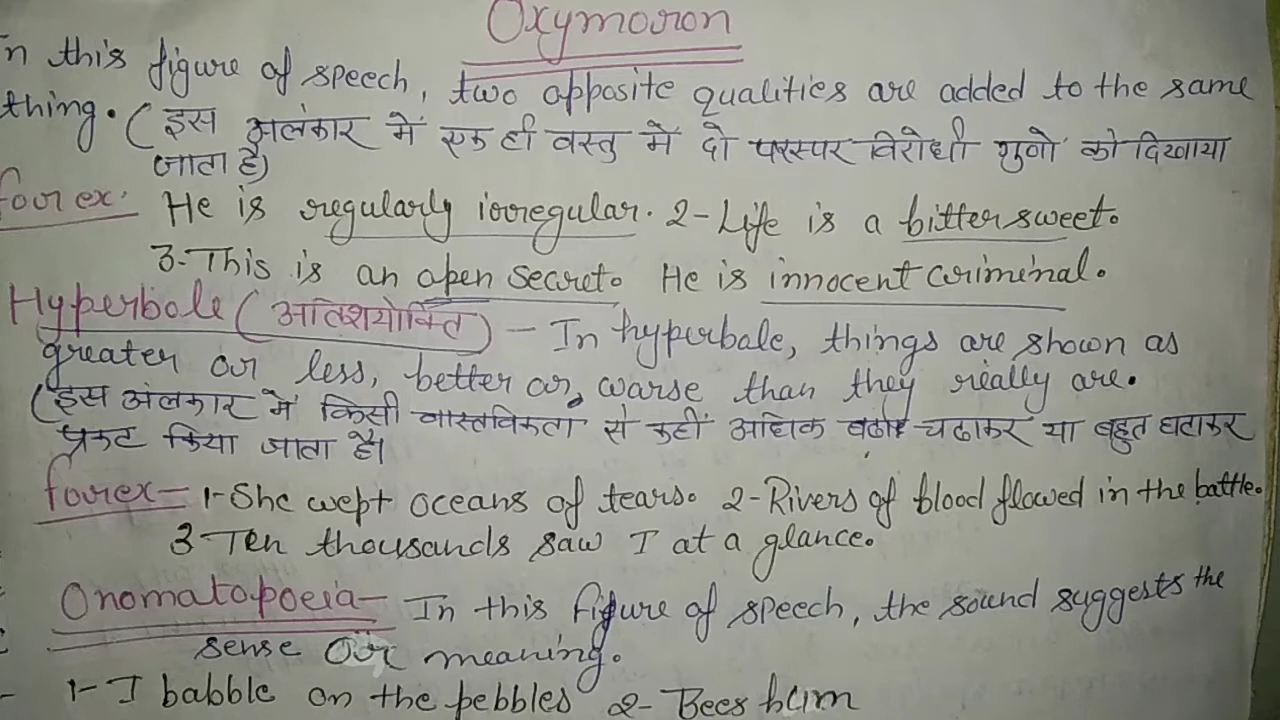 Oxymoron
In this figure of speech, two opposite qualities are added to the same
thing. (इस अलंकार में एक ही वस्तु में दो परस्पर विरोधी गुणो को दिखाया
जाता है)
for ex. He is regularly irregular. 2- Life is a bittersweet.
3- This is an open secret. He is innocent criminal.
Hyperbole (अतिशयोक्ति) - In hyperbale, things are shown as
greater or less, better or, warse than they really are.
(इस अंलकार में किसी वास्तविकता से कहीं अधिक बढ़ा चढाकर या बहुत घटाकर
प्रकट किया जाता है।
for ex- 1- She wept oceans of tears. 2- Rivers of blood flowed in the battle.
3- Ten thousands saw I at a glance.
Onomatopoeia- In this figure of speech, the sound suggests the
sense or meaning.
1- I babble on the pebbles 2- Bees hum